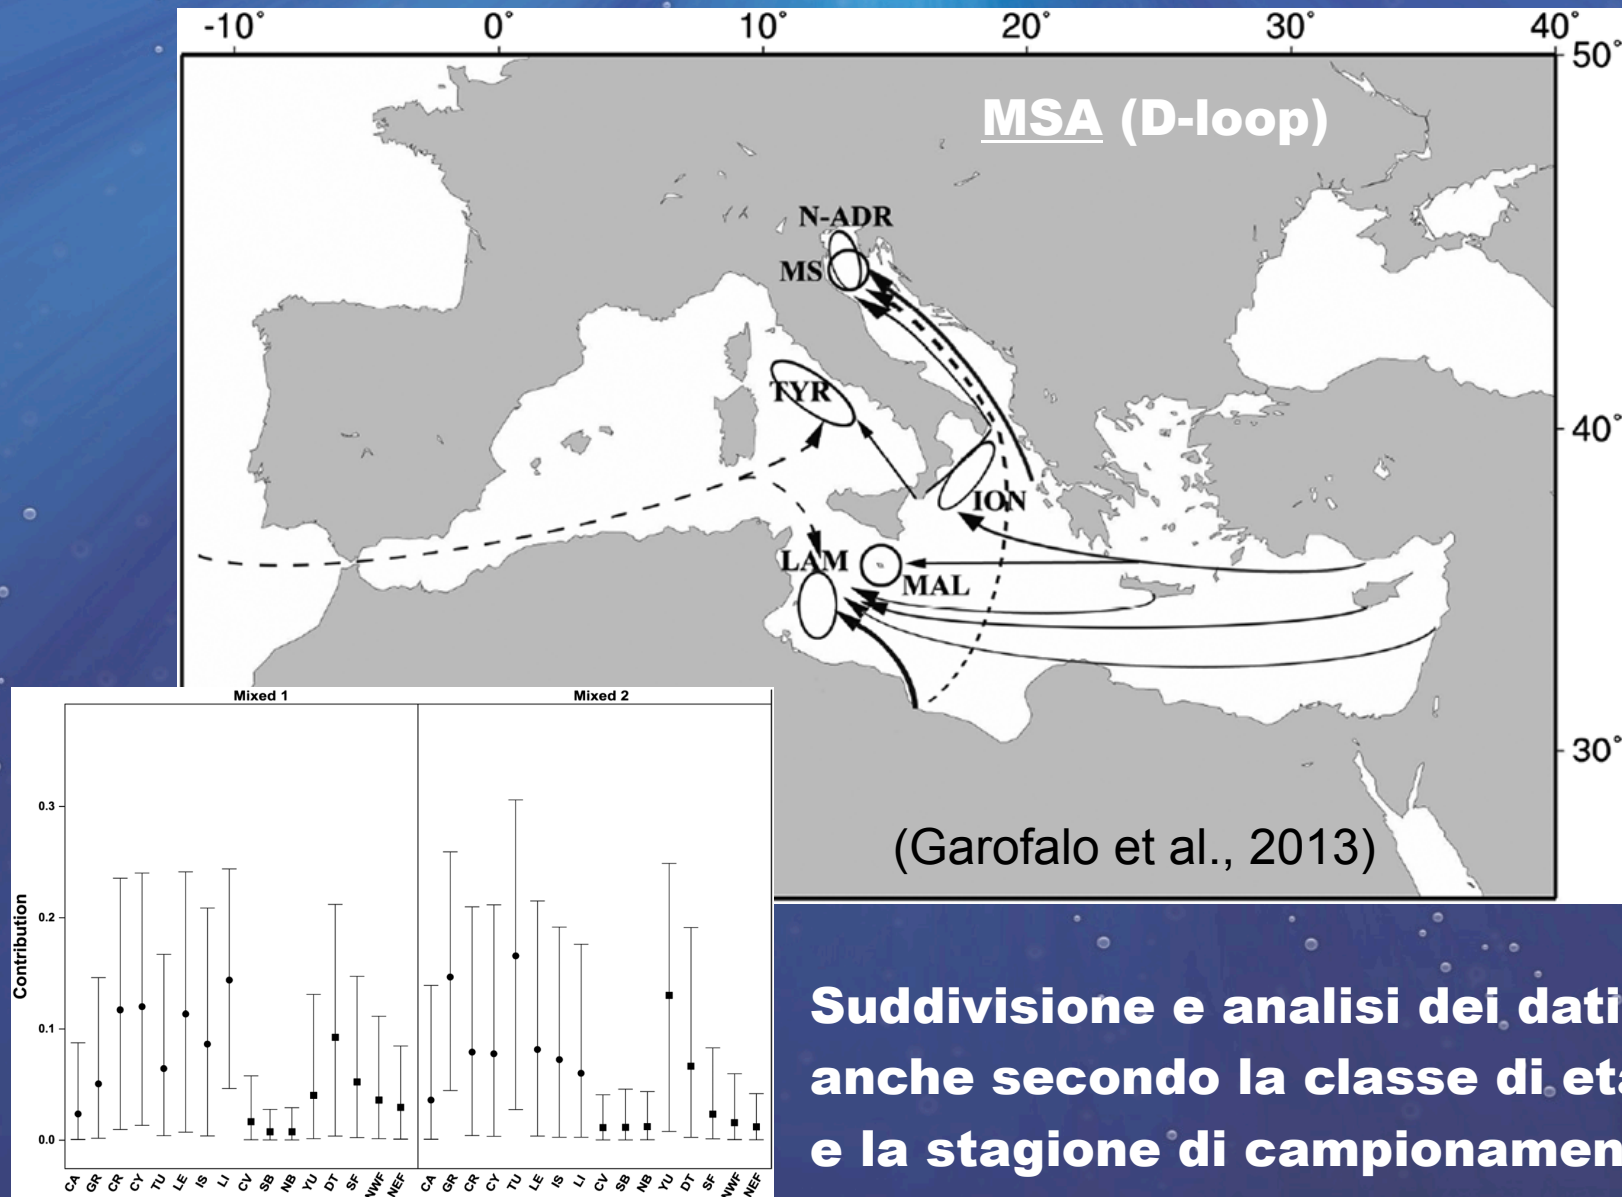 -10° 0° 10° 20° 30° 40°
50°
MSA (D-loop)
N-ADR
MS
TYR
40°
ION
LAM
MAL
30°
(Garofalo et al., 2013)
Mixed 1 Mixed 2
Contribution
0.3
0.2
0.1
0.0
CA GR CR CY TU LE IS LI CV SB NB YU DT SF NWF NEF CA GR CR CY TU LE IS LI CV SB NB YU DT SF NWF NEF
Suddivisione e analisi dei dati
anche secondo la classe di età
e la stagione di campionamen